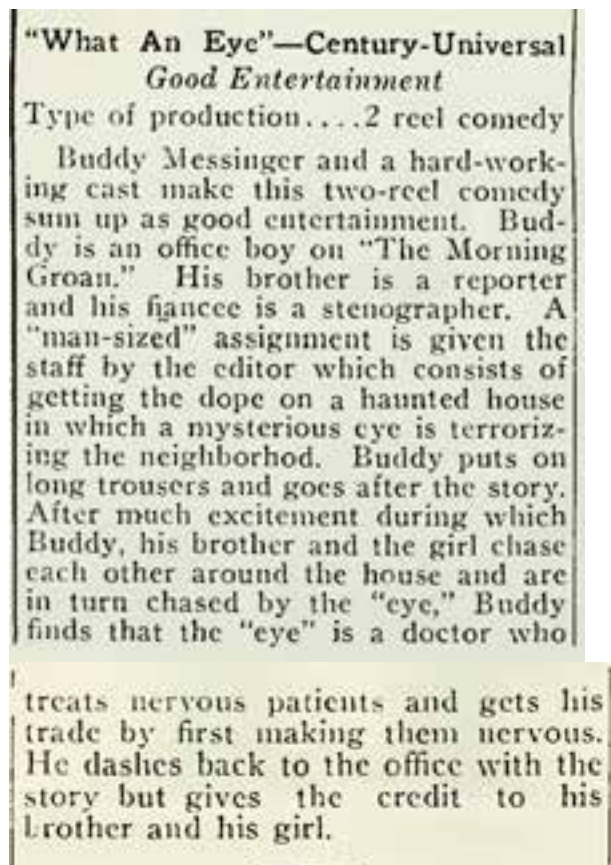 "What An Eye"—Century-Universal
Good Entertainment
Type of production....2 reel comedy
Buddy Messinger and a hard-work-
ing cast make this two-reel comedy
sum up as good entertainment. Bud-
dy is an office boy on "The Morning
Groan." His brother is a reporter
and his fiancee is a stenographer. A
"man-sized" assignment is given the
staff by the editor which consists of
getting the dope on a haunted house
in which a mysterious eye is terroriz-
ing the neighborhod. Buddy puts on
long trousers and goes after the story.
After much excitement during which
Buddy, his brother and the girl chase
each other around the house and are
in turn chased by the "eye," Buddy
finds that the "eye" is a doctor who
treats nervous patients and gets his
trade by first making them nervous.
He dashes back to the office with the
story but gives the credit to his
brother and his girl.